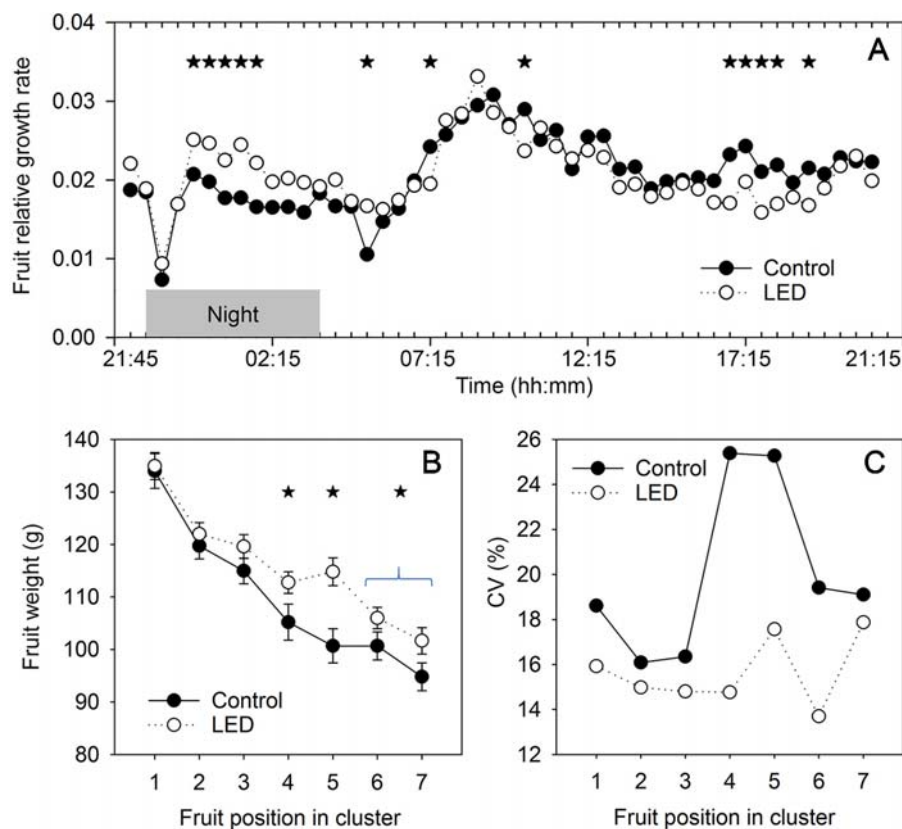 A
Fruit relative growth rate
0.04
0.03
0.02
0.01
0.00
Control
LED
Night
21:45 02:15 07:15 12:15 17:15 21:15
Time (hh:mm)
B
Fruit weight (g)
140
130
120
110
100
90
80
Control
LED
1 2 3 4 5 6 7
Fruit position in cluster
C
CV (%)
26
24
22
20
18
16
14
12
Control
LED
1 2 3 4 5 6 7
Fruit position in cluster